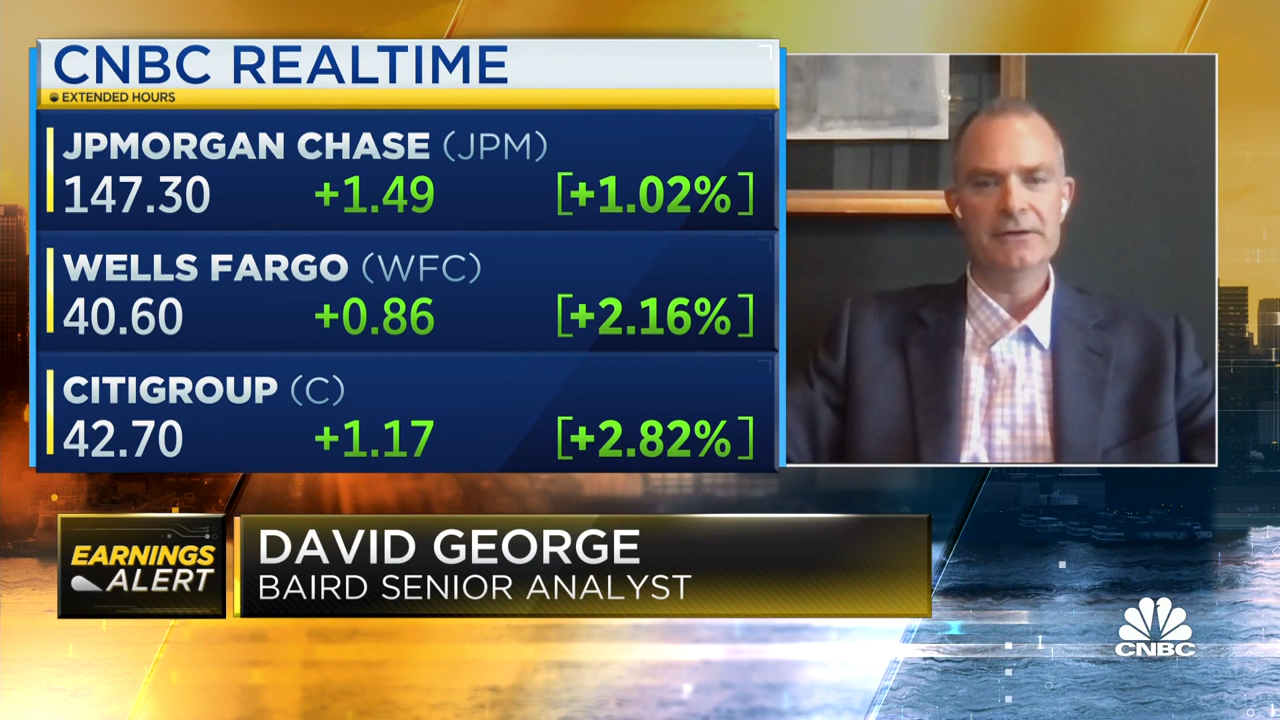 CNBC REALTIME
EXTENDED HOURS
JPMORGAN CHASE (JPM)
147.30 +1.49 [+1.02%]
WELLS FARGO (WFC)
40.60 +0.86 [+2.16%]
CITIGROUP (C)
42.70 +1.17 [+2.82%]
EARNINGS
ALERT
DAVID GEORGE
BAIRD SENIOR ANALYST
CNBC